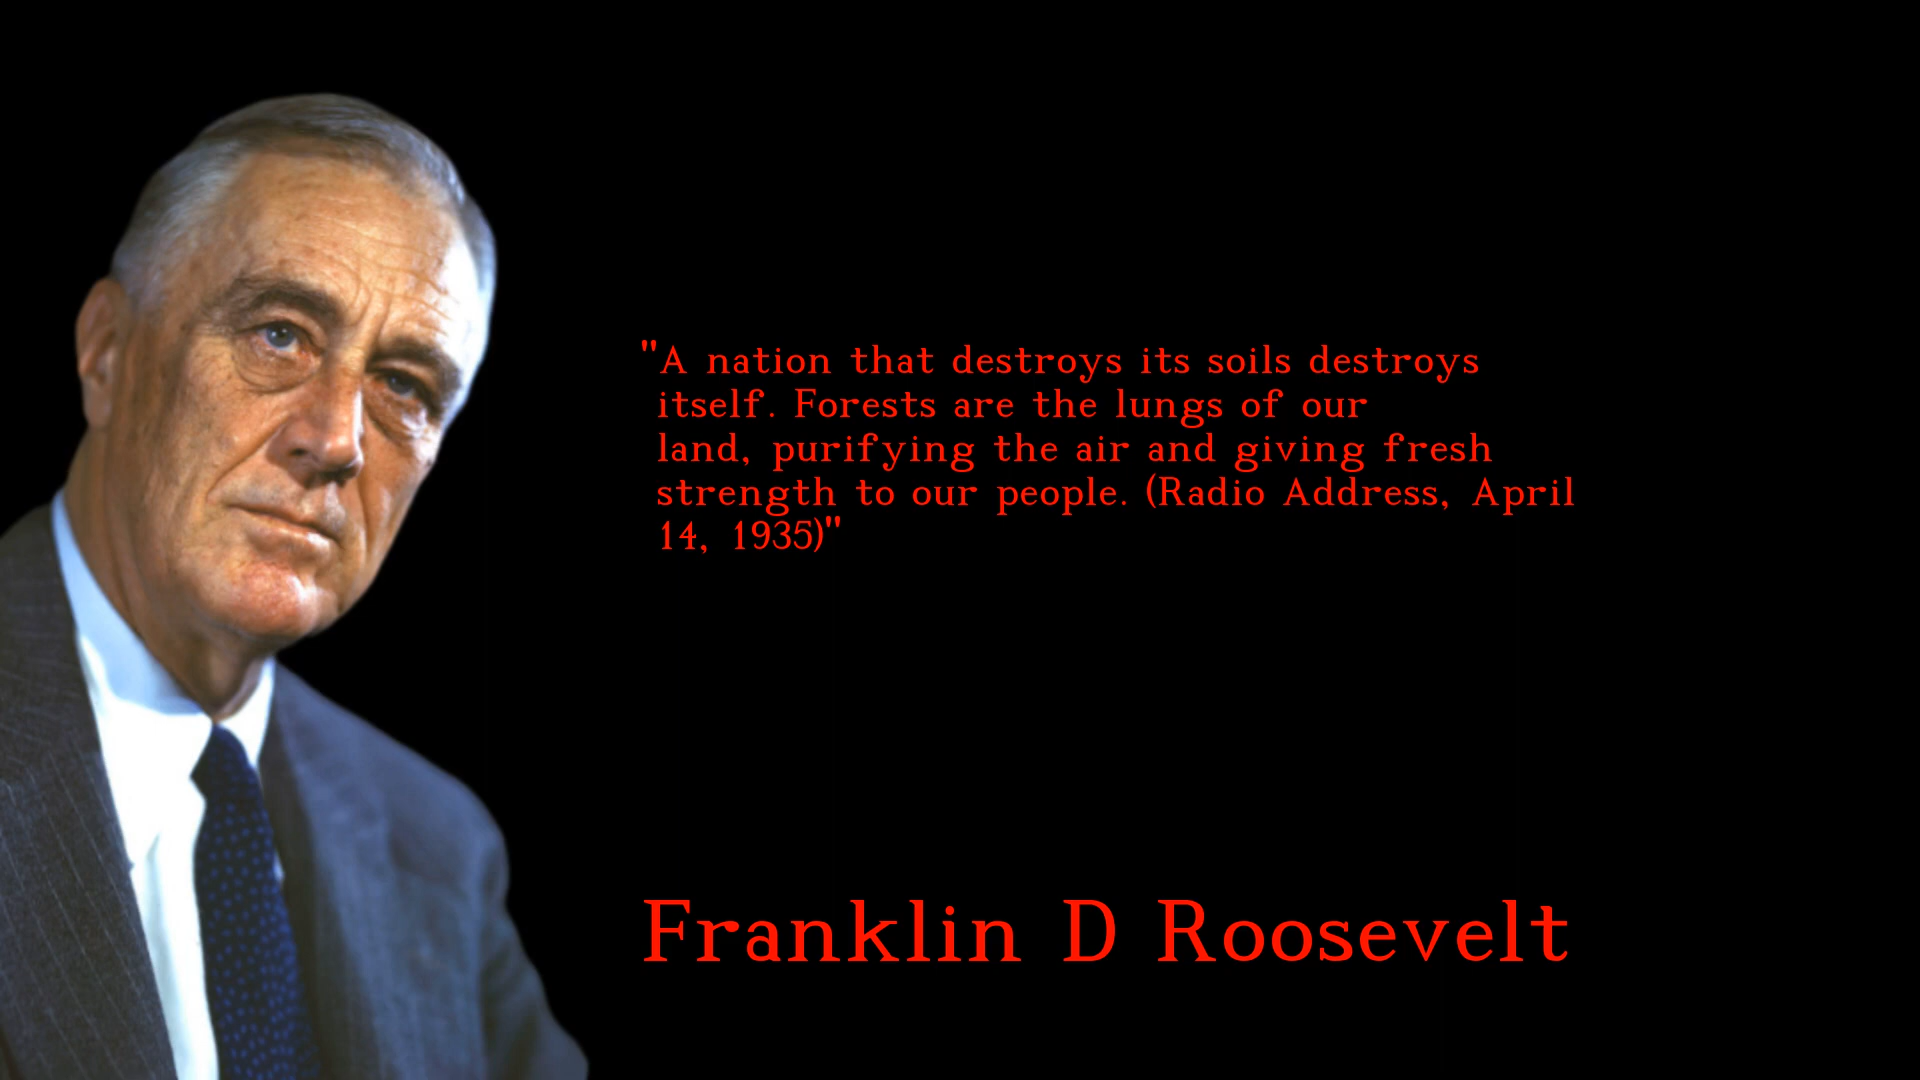 "A nation that destroys its soils destroys
itself. Forests are the lungs of our
land, purifying the air and giving fresh
strength to our people. (Radio Address, April
14, 1935)"
Franklin D Roosevelt